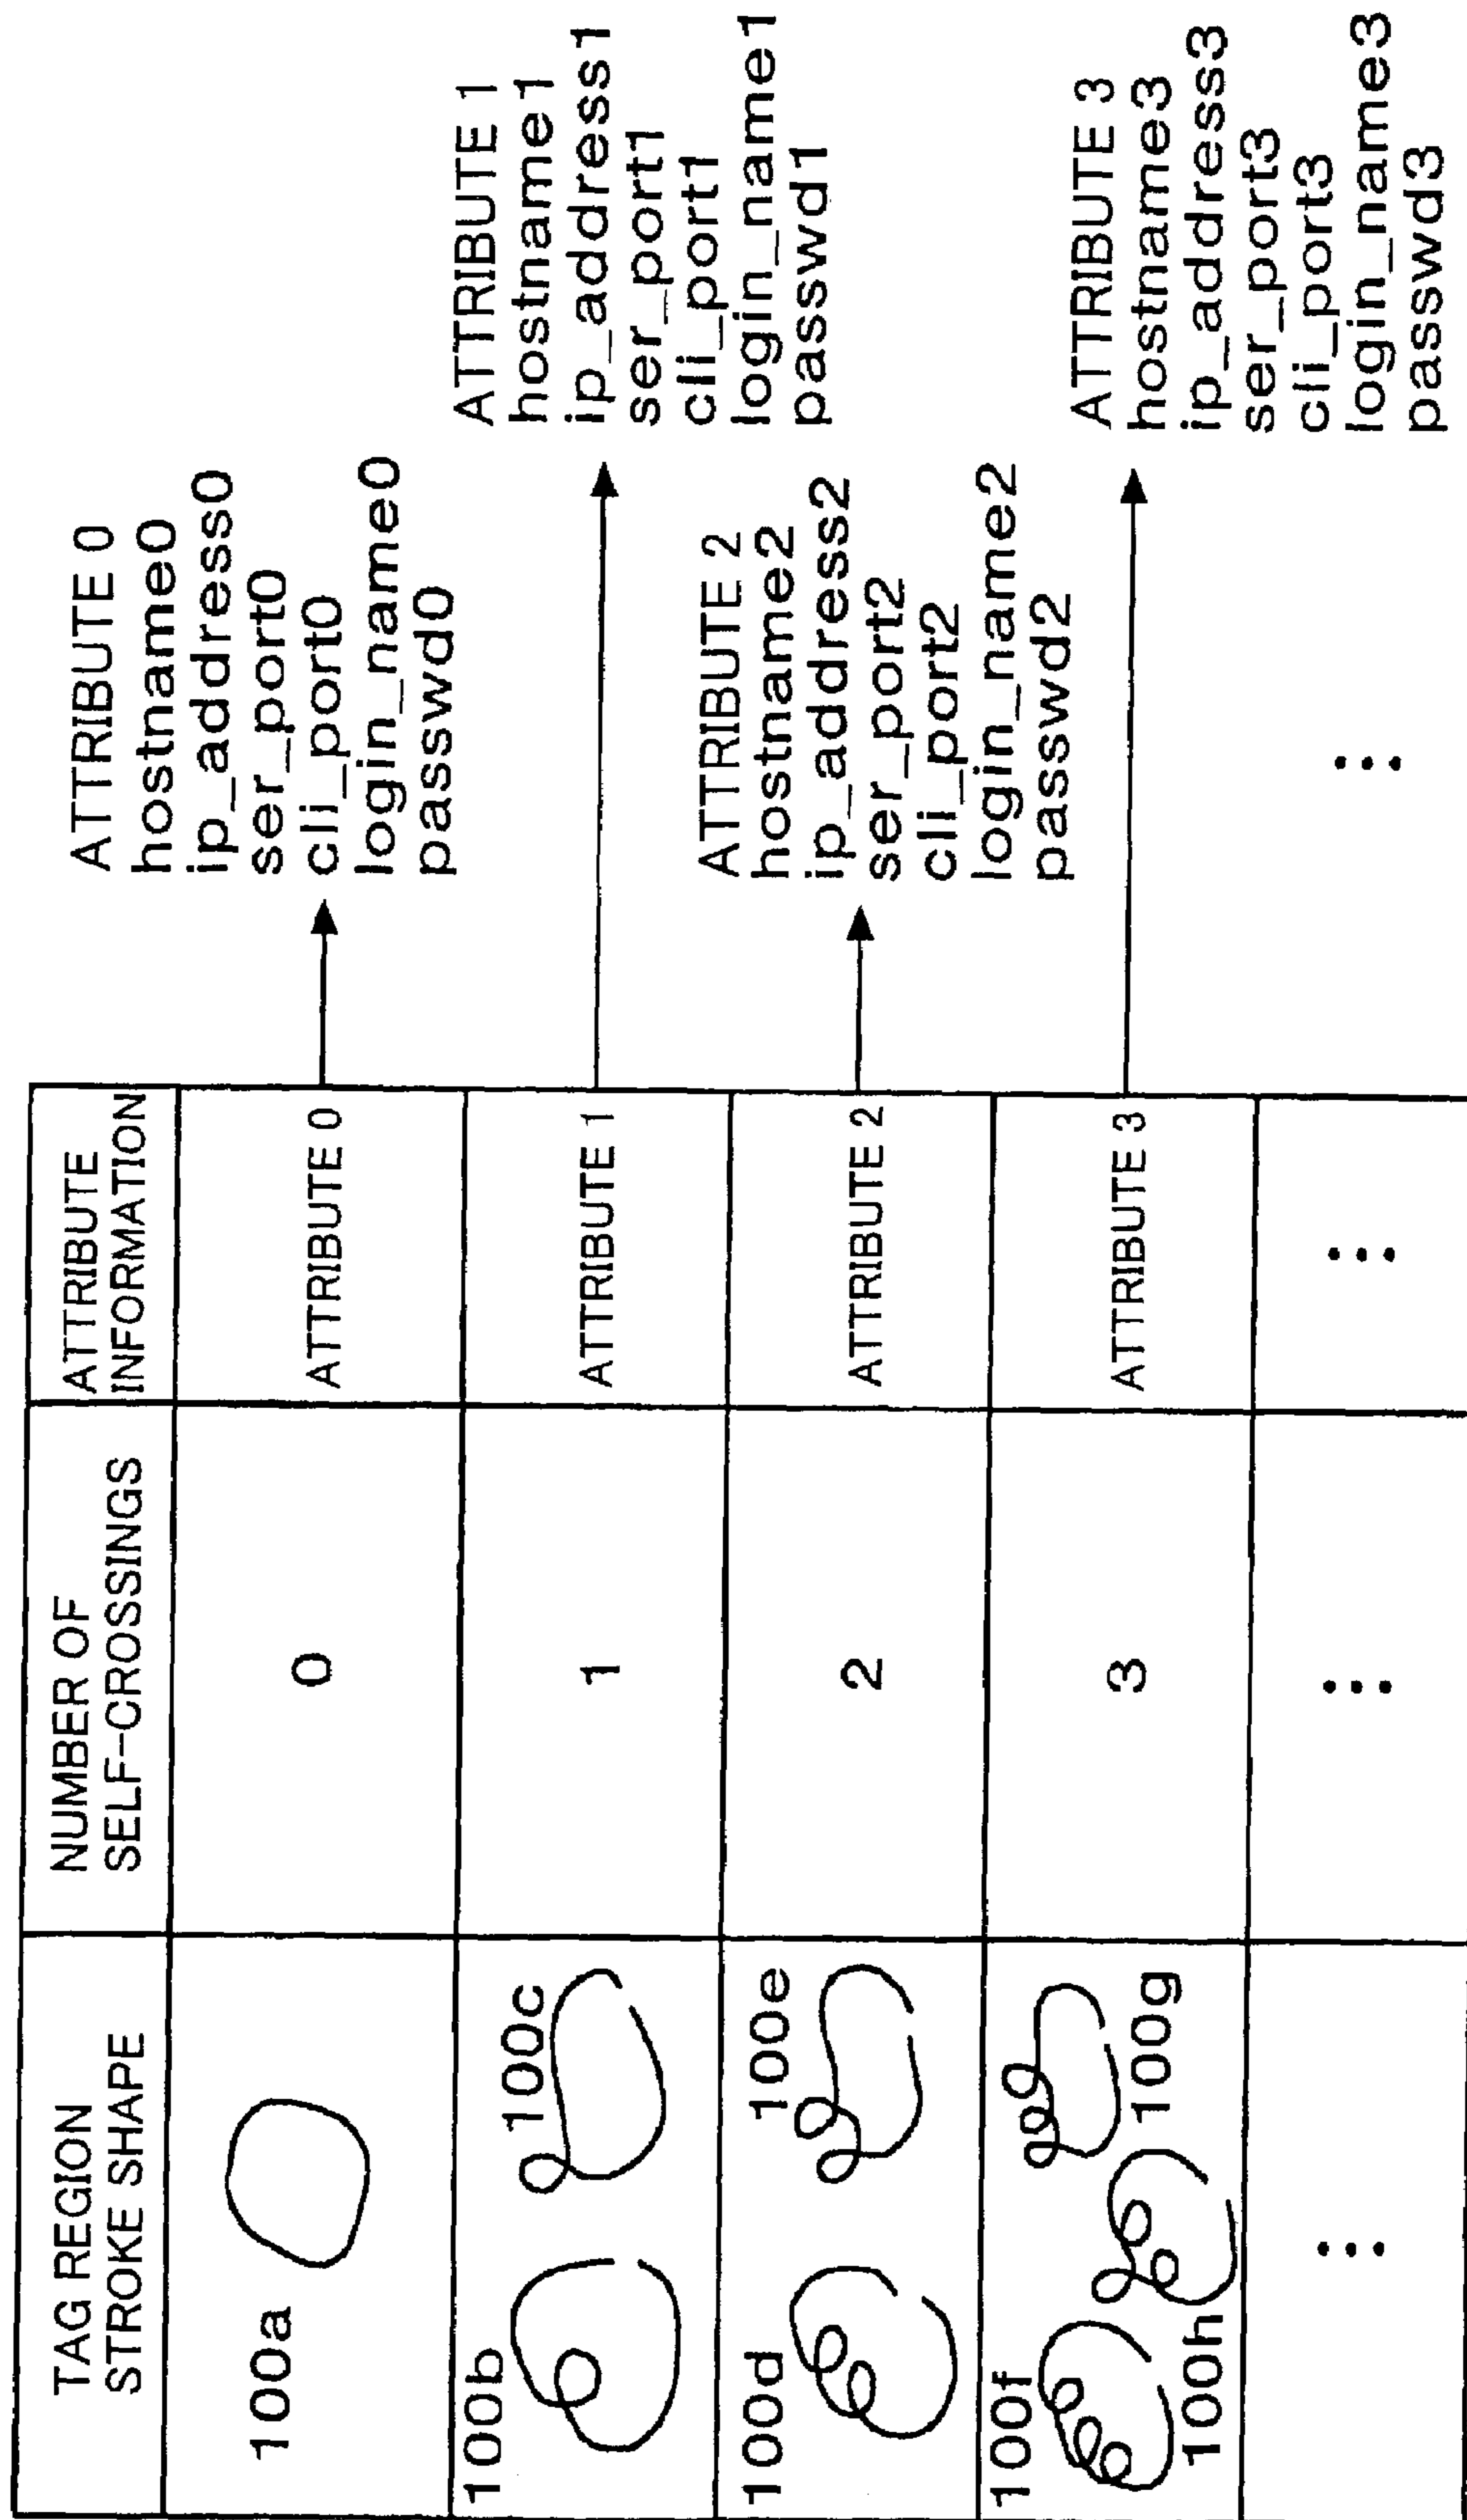 TAG REGION
STROKE SHAPE
NUMBER OF
SELF-CROSSINGS
ATTRIBUTE
INFORMATION
100a
0
ATTRIBUTE 0
ATTRIBUTE 0
hostname0
ip_address0
ser_port0
cli_port0
login_name0
passwd0
100b
100c
1
ATTRIBUTE 1
ATTRIBUTE 1
hostname1
ip_address1
ser_port1
cli_port1
login_name1
passwd1
100d
100e
2
ATTRIBUTE 2
ATTRIBUTE 2
hostname2
ip_address2
ser_port2
cli_port2
login_name2
passwd2
100f
100h
100g
3
ATTRIBUTE 3
ATTRIBUTE 3
hostname3
ip_address3
ser_port3
cli_port3
login_name3
passwd3
...
...
...
...